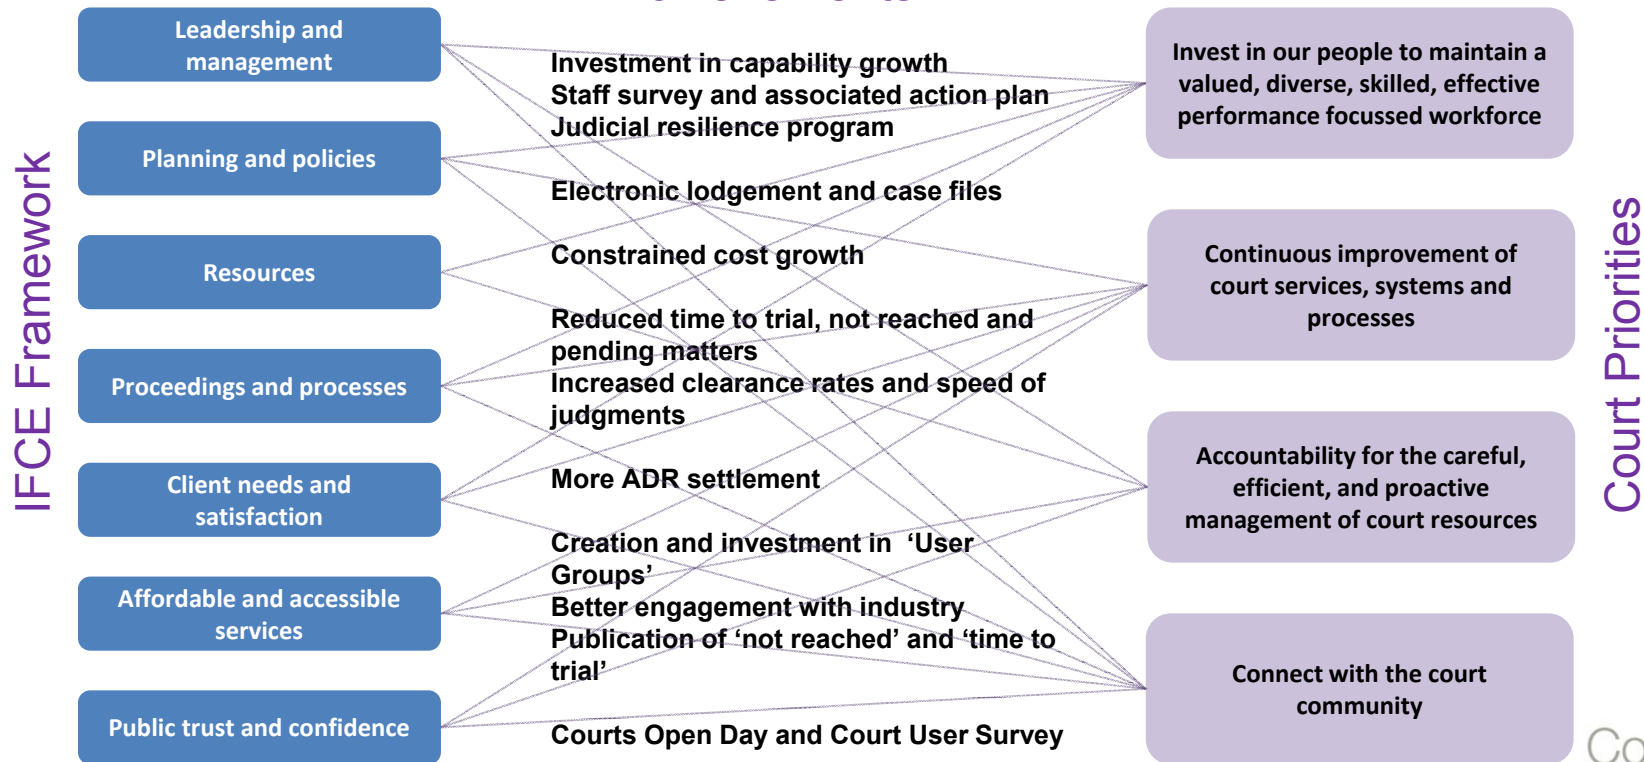 IFCE Framework
Leadership and
management
Planning and policies
Resources
Proceedings and processes
Client needs and
satisfaction
Affordable and accessible
services
Public trust and confidence
Investment in capability growth
Staff survey and associated action plan
Judicial resilience program
Electronic lodgement and case files
Constrained cost growth
Reduced time to trial, not reached and
pending matters
Increased clearance rates and speed of
judgments
More ADR settlement
Creation and investment in ‘User
Groups’
Better engagement with industry
Publication of ‘not reached’ and ‘time to
trial’
Courts Open Day and Court User Survey
Invest in our people to maintain a
valued, diverse, skilled, effective
performance focussed workforce
Continuous improvement of
court services, systems and
processes
Accountability for the careful,
efficient, and proactive
management of court resources
Connect with the court
community
Court Priorities